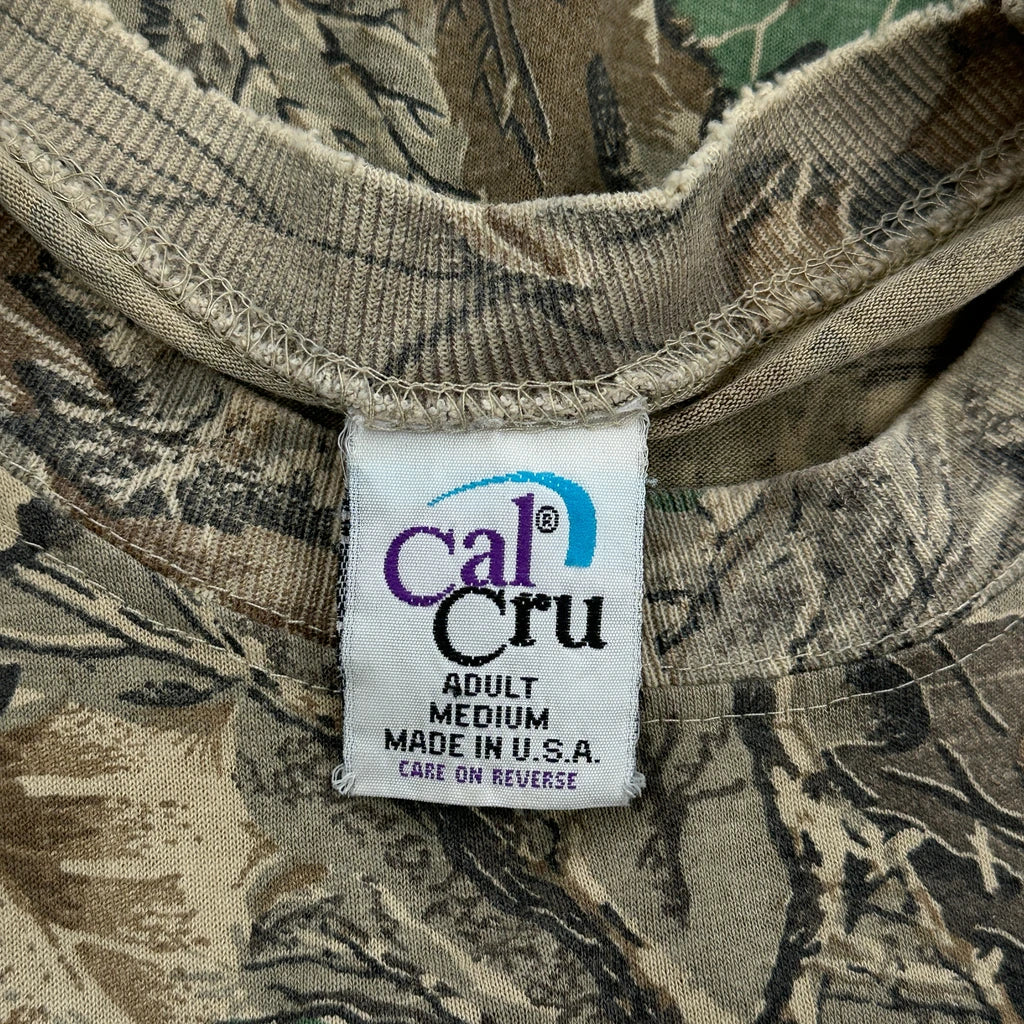 Cal®
Cru
ADULT
MEDIUM
MADE IN U.S.A.
CARE ON REVERSE